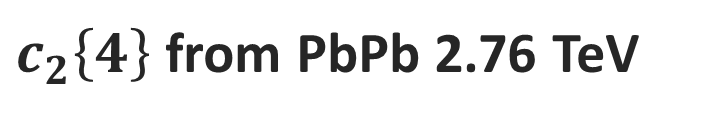 c₂{4} from PbPb 2.76 TeV